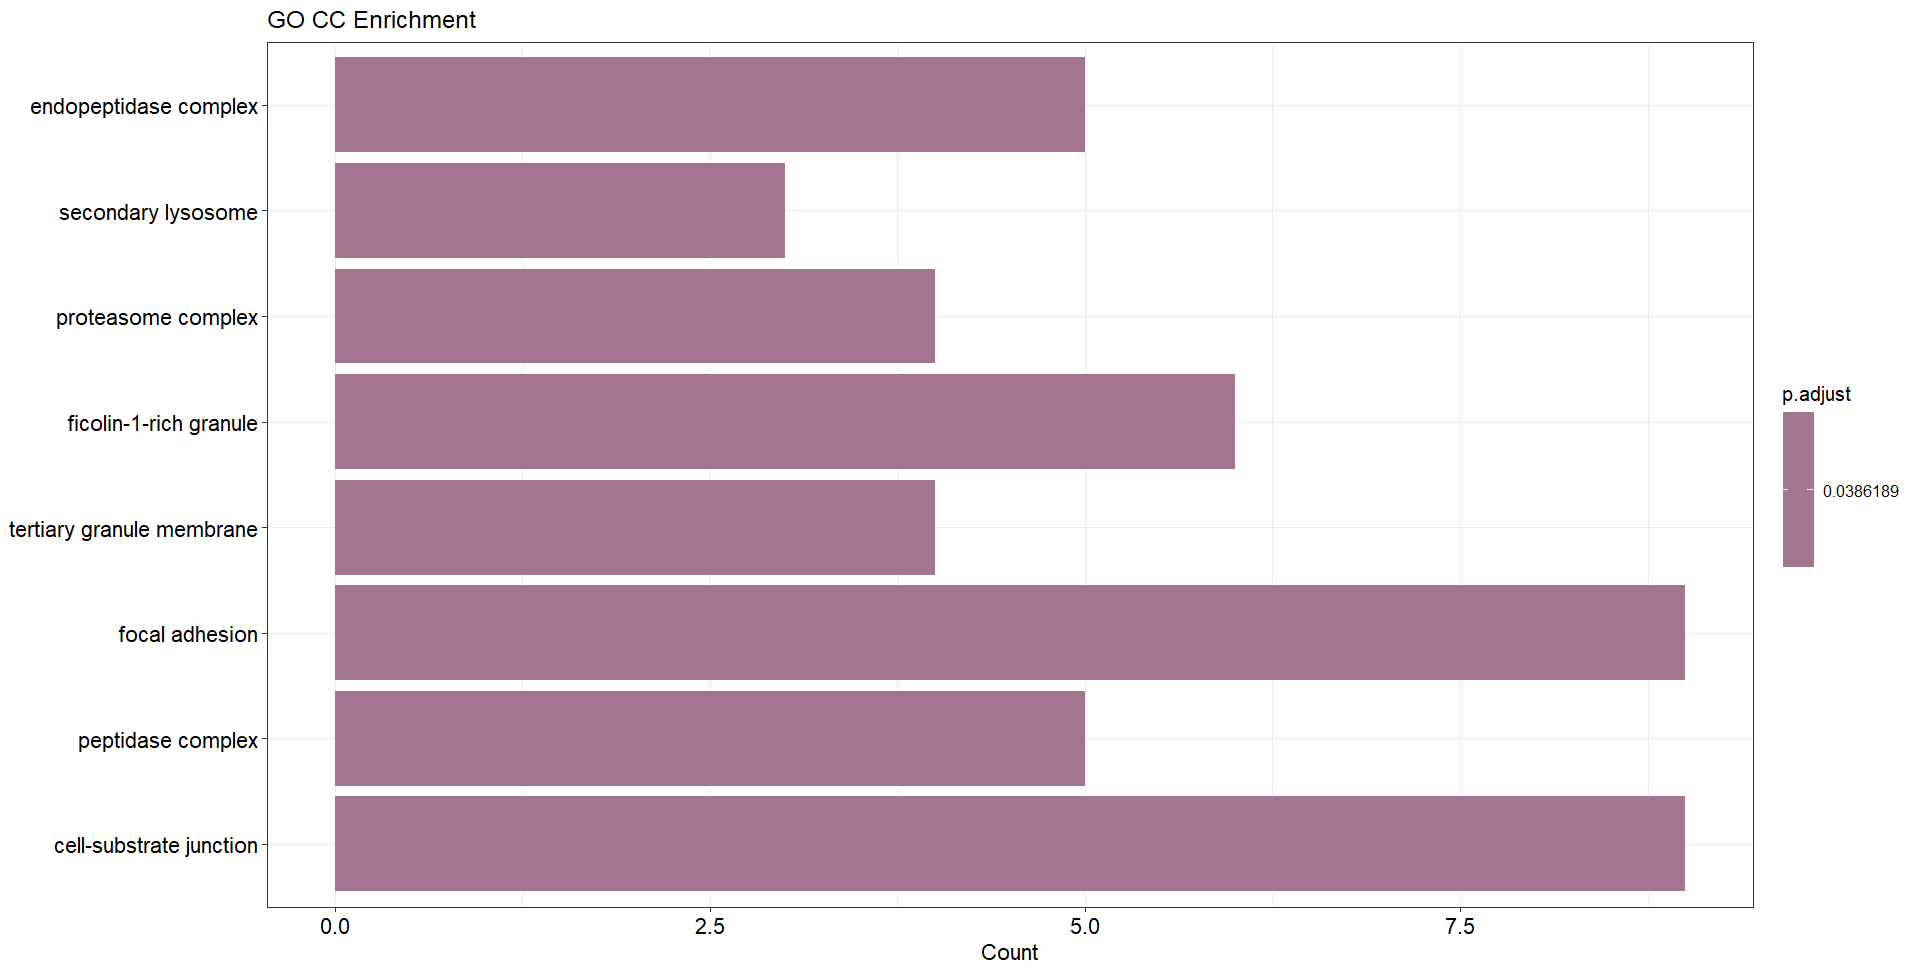 GO CC Enrichment
endopeptidase complex
secondary lysosome
proteasome complex
ficolin-1-rich granule
tertiary granule membrane
focal adhesion
peptidase complex
cell-substrate junction
0.0 2.5 5.0 7.5
Count
p.adjust
0.0386189